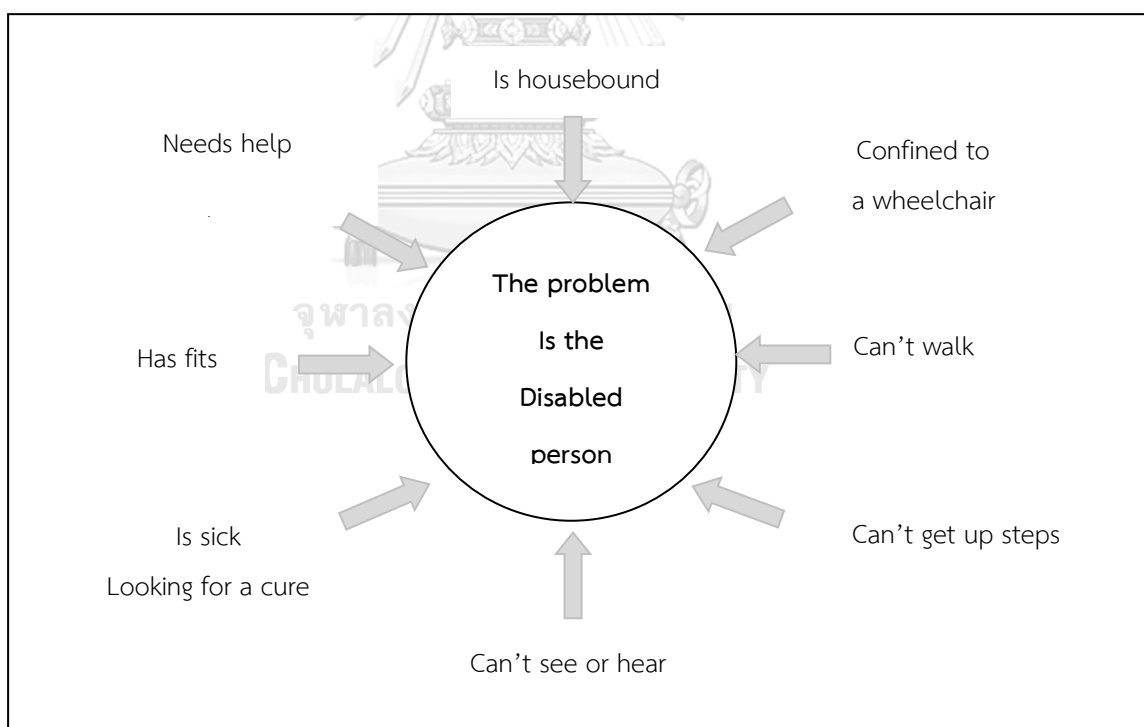 Is housebound
Needs help
Confined to
a wheelchair
The problem
Is the
Disabled
person
Has fits
Can't walk
Is sick
Looking for a cure
Can't get up steps
Can't see or hear